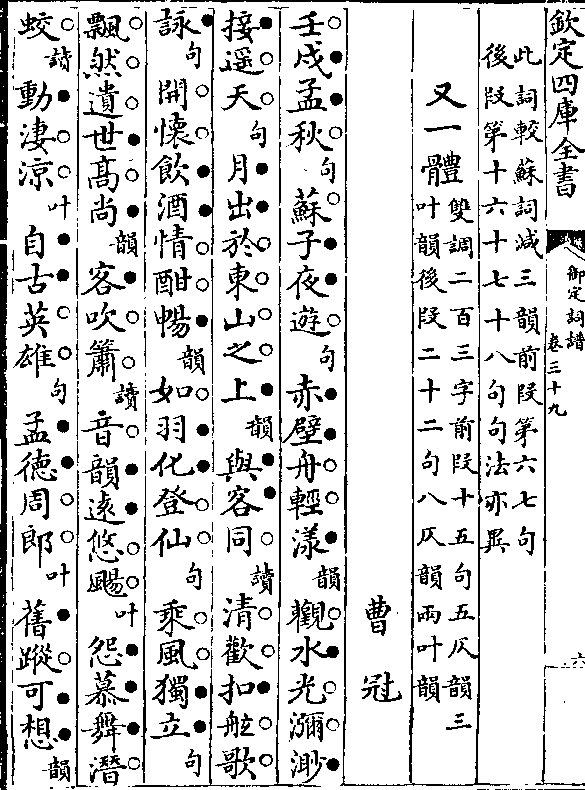 欽定四庫全書
御定詞譜
卷三十九
六
此詞較蘇詞減三韻前段第六七句
後段第十六十七十八句句法亦異
又一體
雙調二百三字前段十五句五仄韻三
叶韻後段二十二句八仄韻兩叶韻
曹冠
壬戌孟秋句蘇子夜遊句赤壁舟輕漾韻觀水光瀰渺
接遥天句月出於東山之上韻與客同讀清歡扣舷歌
詠句開懷飲酒情酣暢韻如羽化登仙句乘風獨立句
飄然遺世髙尚韻客吹簫讀音韻逺悠颺叶怨慕舞潛
蛟讀動淒涼叶自古英雄句孟德周郎叶舊蹤可想韻